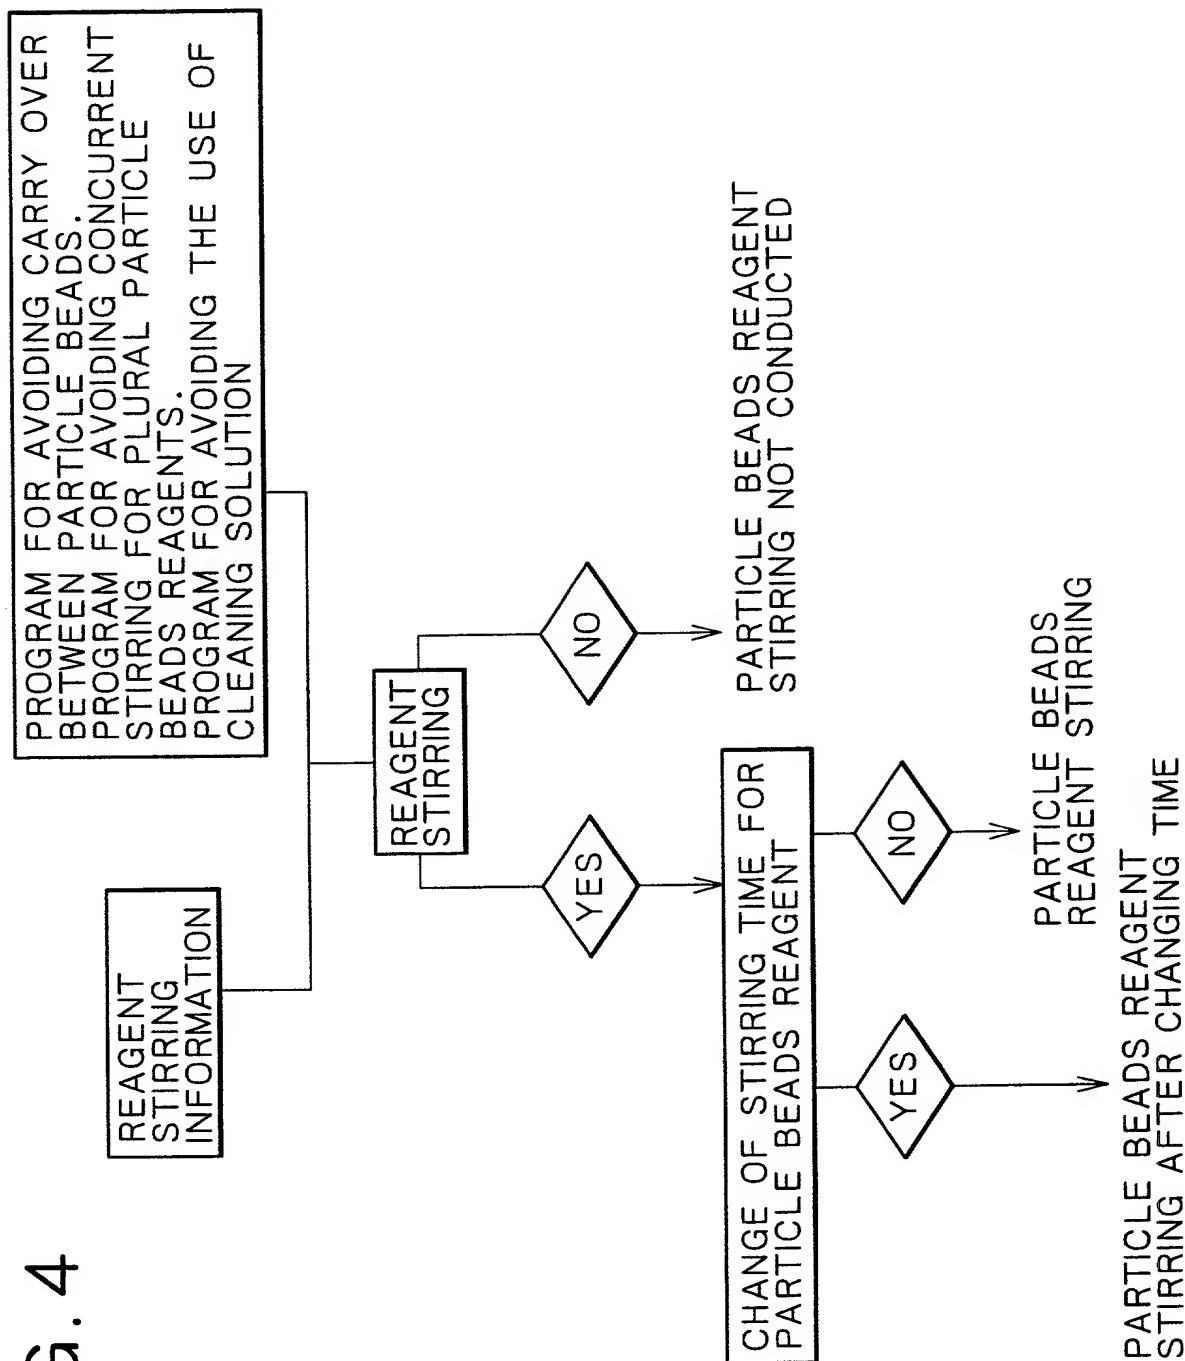 G.4
REAGENT
STIRRING
INFORMATION
PROGRAM FOR AVOIDING CARRY OVER
BETWEEN PARTICLE BEADS.
PROGRAM FOR AVOIDING CONCURRENT
STIRRING FOR PLURAL PARTICLE
BEADS REAGENTS.
PROGRAM FOR AVOIDING THE USE OF
CLEANING SOLUTION
REAGENT
STIRRING
YES
NO
CHANGE OF STIRRING TIME FOR
PARTICLE BEADS REAGENT
PARTICLE BEADS REAGENT
STIRRING NOT CONDUCTED
YES
NO
PARTICLE BEADS
REAGENT STIRRING
PARTICLE BEADS REAGENT
STIRRING AFTER CHANGING TIME